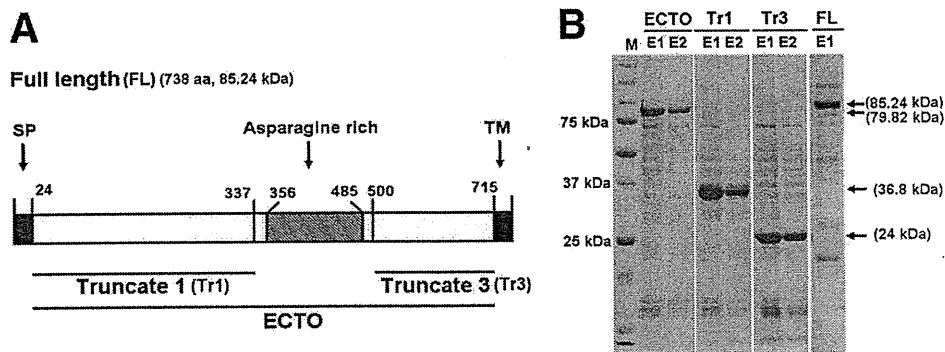 A
Full length (FL) (738 aa, 85.24 kDa)
SP
Asparagine rich
TM
24
337
356
485
500
715
Truncate 1 (Tr1)
Truncate 3 (Tr3)
ECTO
B
ECTO Tr1 Tr3 FL
M E1 E2 E1 E2 E1 E2 E1
75 kDa
37 kDa
25 kDa
(85.24 kDa)
(79.82 kDa)
(36.8 kDa)
(24 kDa)